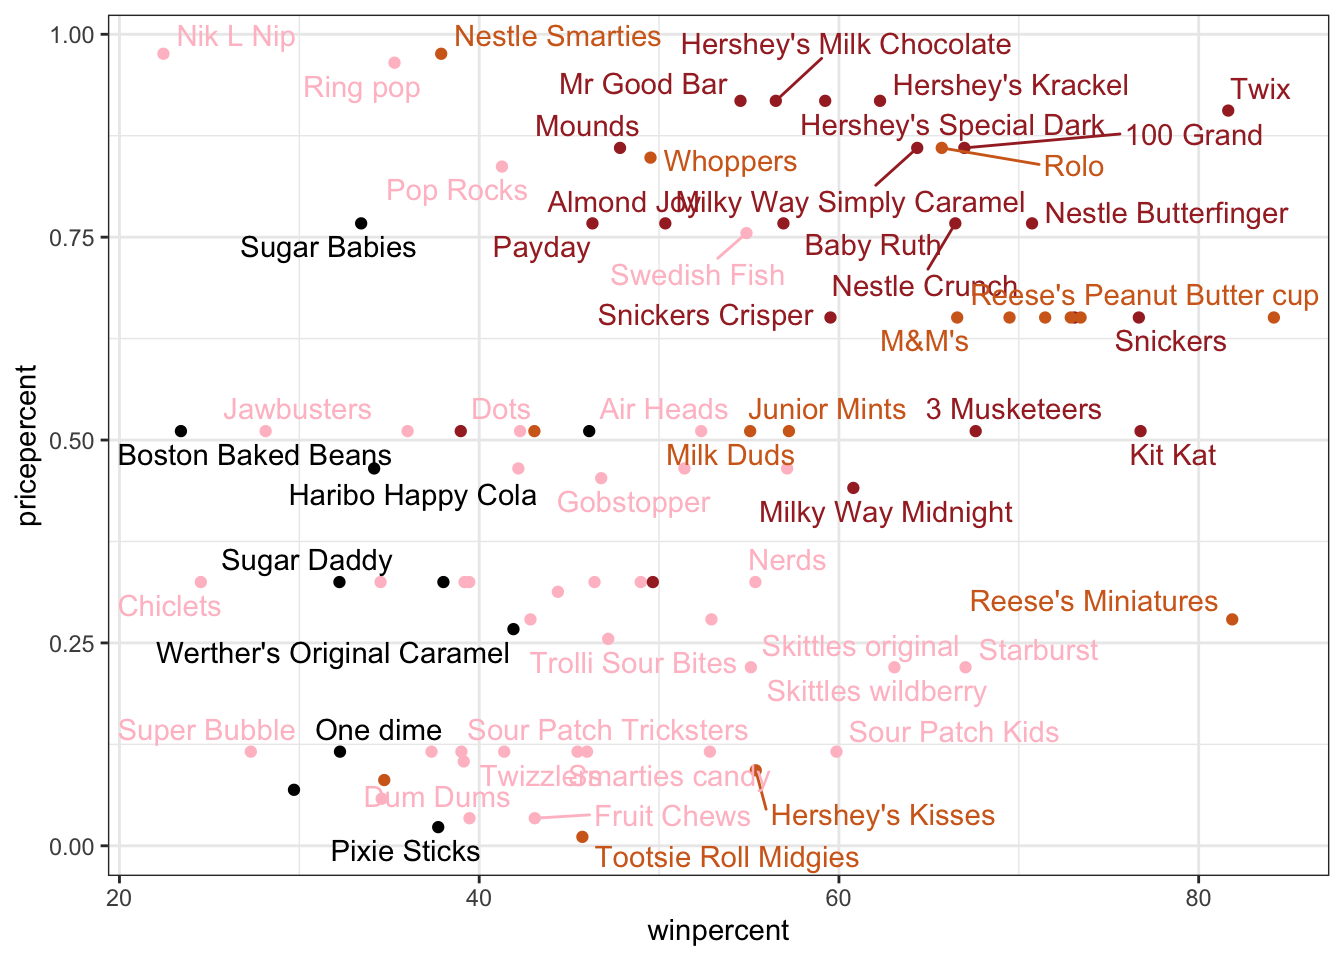 1.00
0.75
0.50
0.25
0.00
pricepercent
Nik L Nip
Nestle Smarties
Hershey's Milk Chocolate
Ring pop
Mr Good Bar
Hershey's Krackel
Twix
Mounds
Hershey's Special Dark
100 Grand
Whoppers
Rolo
Pop Rocks
Almond Joy
Milky Way Simply Caramel
Nestle Butterfinger
Sugar Babies
Payday
Baby Ruth
Swedish Fish
Nestle Crunch
Reese's Peanut Butter cup
Snickers Crisper
M&M's
Snickers
Jawbusters
Dots
Air Heads
Junior Mints
3 Musketeers
Boston Baked Beans
Milk Duds
Kit Kat
Haribo Happy Cola
Gobstopper
Milky Way Midnight
Sugar Daddy
Nerds
Chiclets
Reese's Miniatures
Werther's Original Caramel
Trolli Sour Bites
Skittles original
Starburst
Skittles wildberry
Super Bubble
One dime
Sour Patch Tricksters
Sour Patch Kids
Twizzlers
Smarties candy
Dum Dums
Fruit Chews
Hershey's Kisses
Pixie Sticks
Tootsie Roll Midgies
20
40
60
80
winpercent